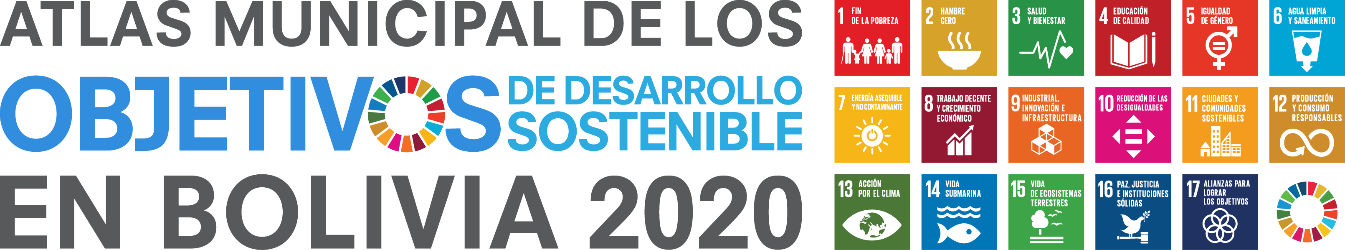 ATLAS MUNICIPAL DE LOS
OBJETIVOS
DE DESARROLLO
SOSTENIBLE
EN BOLIVIA 2020
1 FIN
DE LA POBREZA
2 HAMBRE
CERO
3 SALUD
Y BIENESTAR
4 EDUCACIÓN
DE CALIDAD
5 IGUALDAD
DE GÉNERO
6 AGUA LIMPIA
Y SANEAMIENTO
7 ENERGÍA ASEQUIBLE
Y NO CONTAMINANTE
8 TRABAJO DECENTE
Y CRECIMIENTO
ECONÓMICO
9 INDUSTRIAL,
INNOVACIÓN E
INFRAESTRUCTURA
10 REDUCCIÓN DE LAS
DESIGUALDADES
11 CIUDADES Y
COMUNIDADES
SOSTENIBLES
12 PRODUCCIÓN
Y CONSUMO
RESPONSABLES
13 ACCIÓN
POR EL CLIMA
14 VIDA
SUBMARINA
15 VIDA
DE ECOSISTEMAS
TERRESTRES
16 PAZ, JUSTICIA
E INSTITUCIONES
SÓLIDAS
17 ALIANZAS PARA
LOGRAR
LOS OBJETIVOS